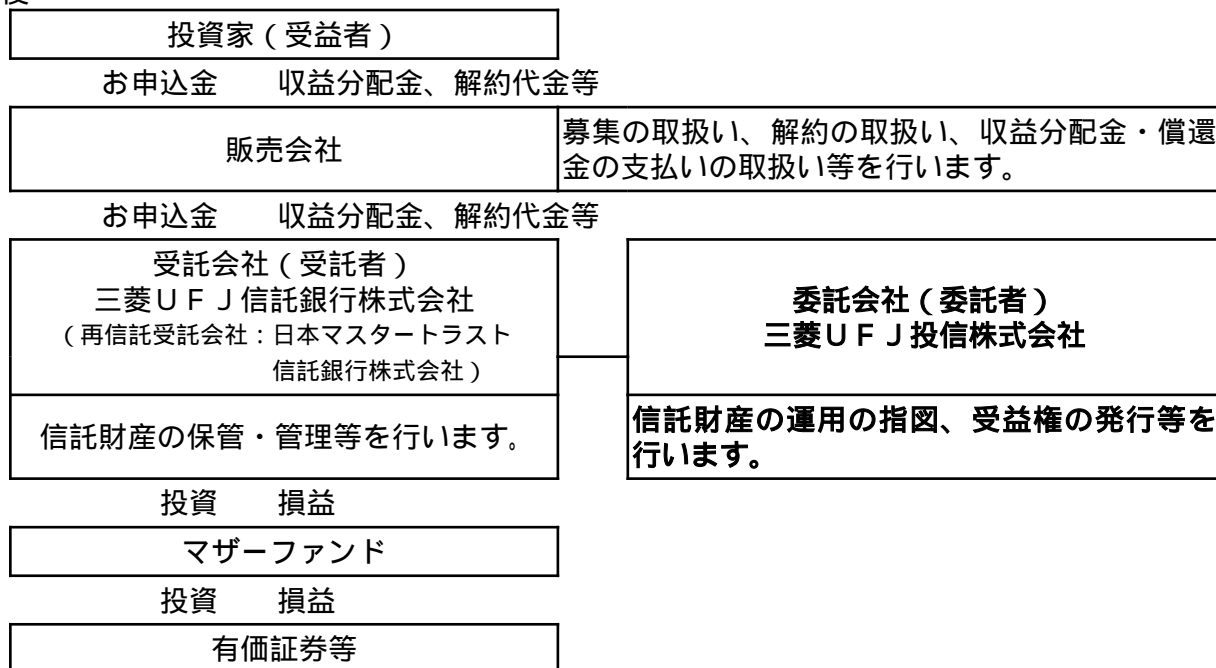 投資家（受益者）
お申込金　　収益分配金、解約代金等
販売会社
募集の取扱い、解約の取扱い、収益分配金・償還
金の支払いの取扱い等を行います。
お申込金　　収益分配金、解約代金等
受託会社（受託者）
三菱ＵＦＪ信託銀行株式会社
（再信託受託会社：日本マスタートラスト
信託銀行株式会社）
信託財産の保管・管理等を行います。
委託会社（委託者）
三菱ＵＦＪ投信株式会社
信託財産の運用の指図、受益権の発行等を
行います。
投資　　損益
マザーファンド
投資　　損益
有価証券等